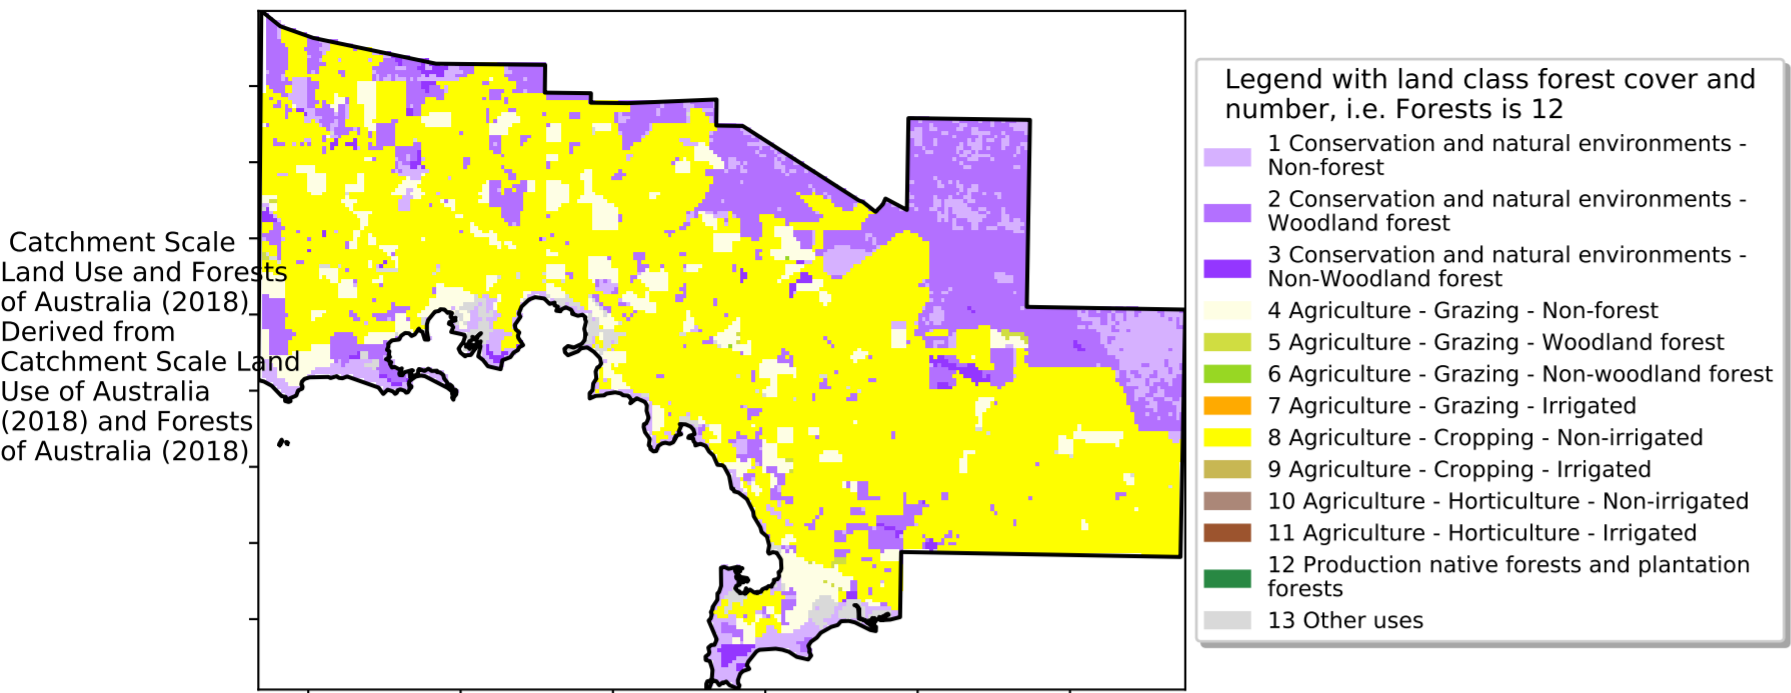 Catchment Scale
Land Use and Forests
of Australia (2018)
Derived from
Catchment Scale Land
Use of Australia
(2018) and Forests
of Australia (2018)
Legend with land class forest cover and
number, i.e. Forests is 12
1 Conservation and natural environments -
Non-forest
2 Conservation and natural environments -
Woodland forest
3 Conservation and natural environments -
Non-Woodland forest
4 Agriculture - Grazing - Non-forest
5 Agriculture - Grazing - Woodland forest
6 Agriculture - Grazing - Non-woodland forest
7 Agriculture - Grazing - Irrigated
8 Agriculture - Cropping - Non-irrigated
9 Agriculture - Cropping - Irrigated
10 Agriculture - Horticulture - Non-irrigated
11 Agriculture - Horticulture - Irrigated
12 Production native forests and plantation
forests
13 Other uses